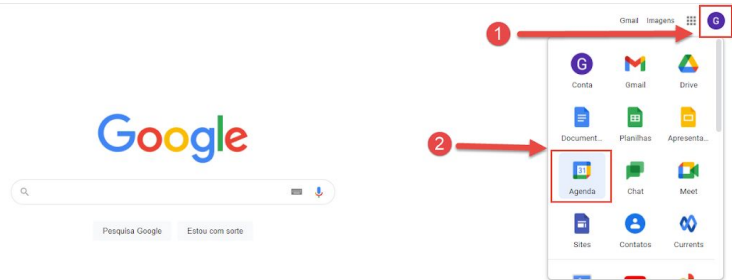 Gmail Imagens
G
1
G
Conta Gmail Drive
Google
Document... Planilhas Apresenta...
2
31
Agenda Chat Meet
Pesquisa Google Estou com sorte
Sites Contatos Currents